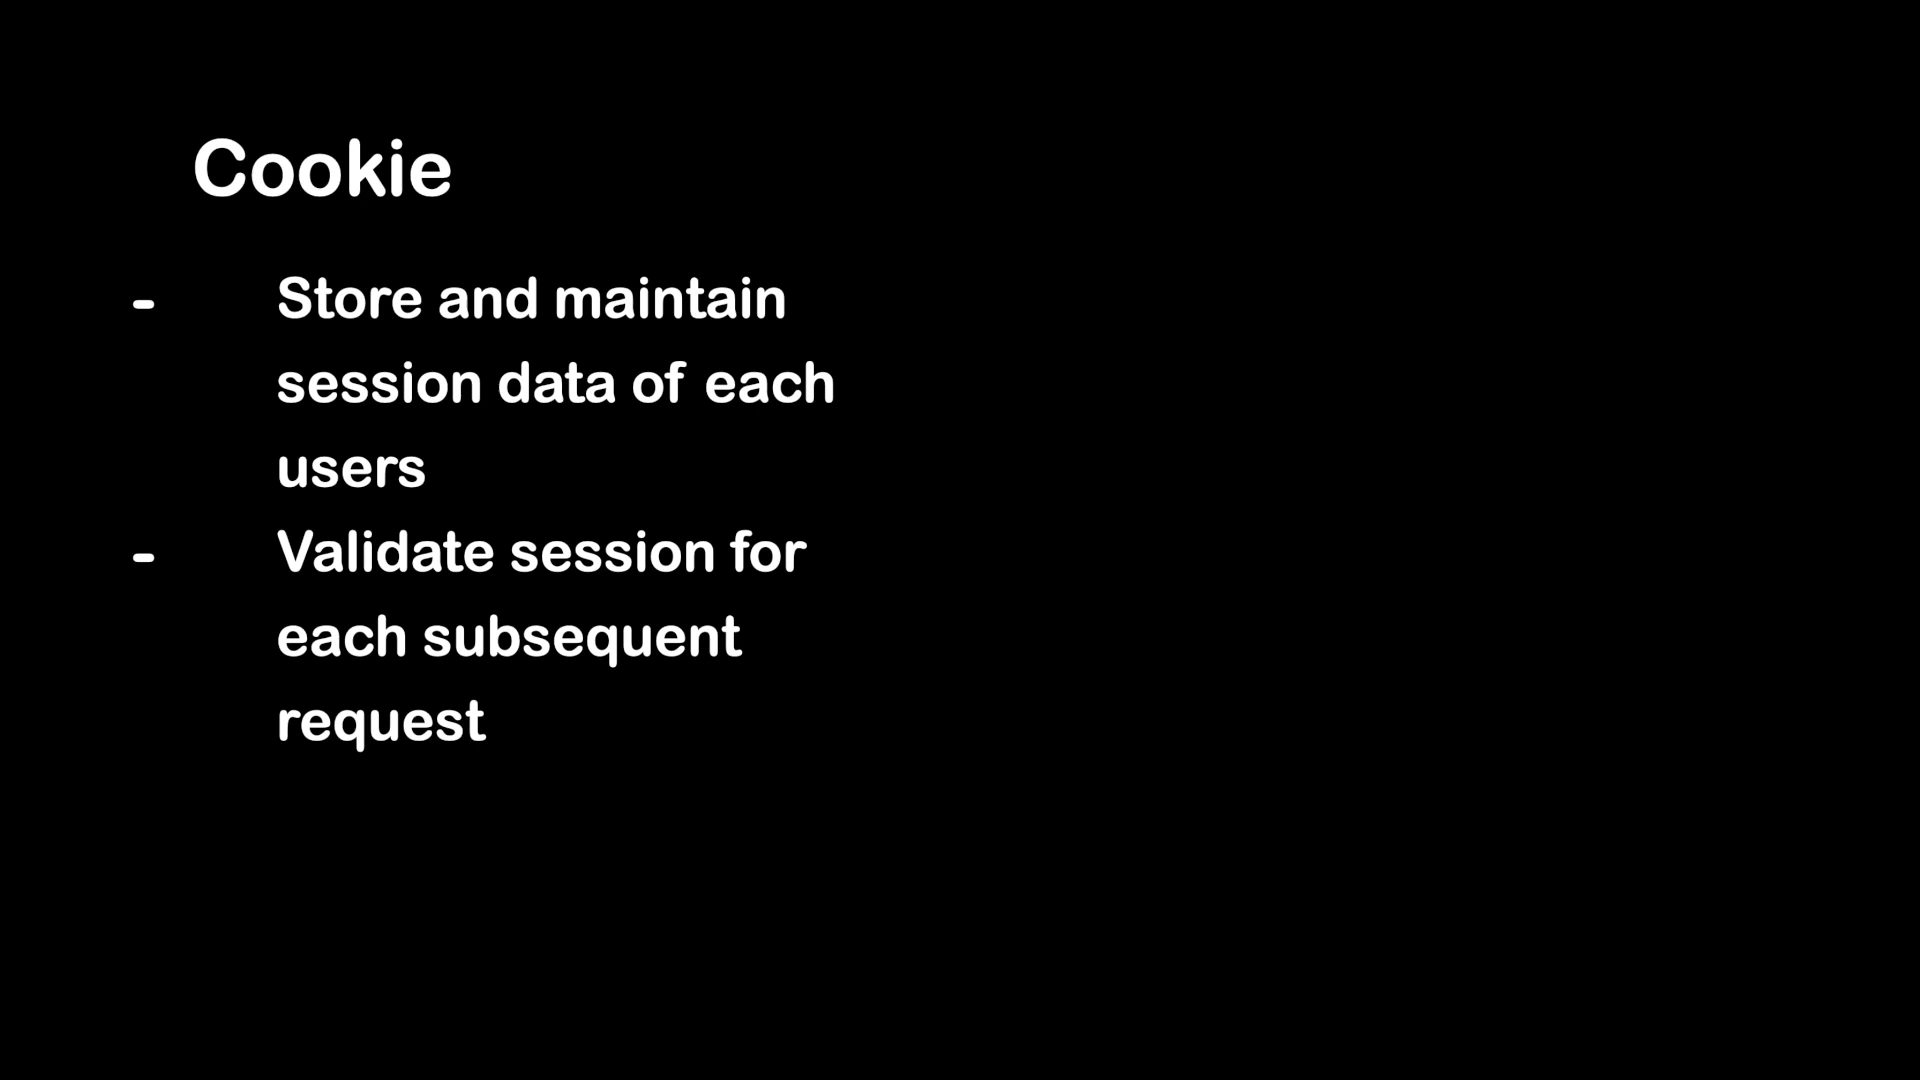 Cookie
- Store and maintain
session data of each
users
- Validate session for
each subsequent
request